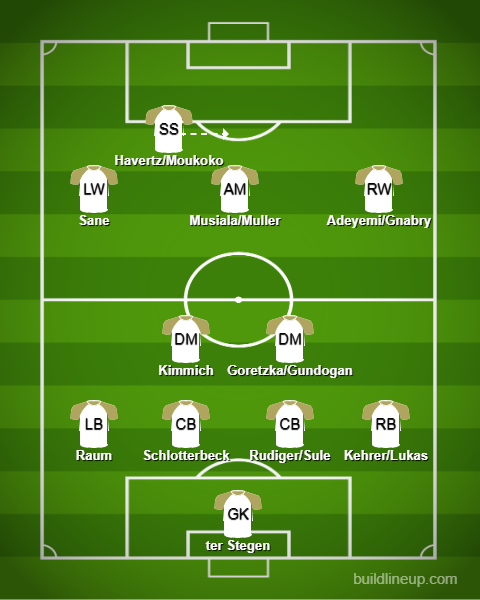 SS
Havertz/Moukoko
LW
AM
RW
Sane
Musiala/Muller
Adeyemi/Gnabry
DM
DM
Kimmich
Goretzka/Gundogan
LB
CB
CB
RB
Raum
Schlotterbeck
Rudiger/Sule
Kehrer/Lukas
GK
ter Stegen
buildlineup.com